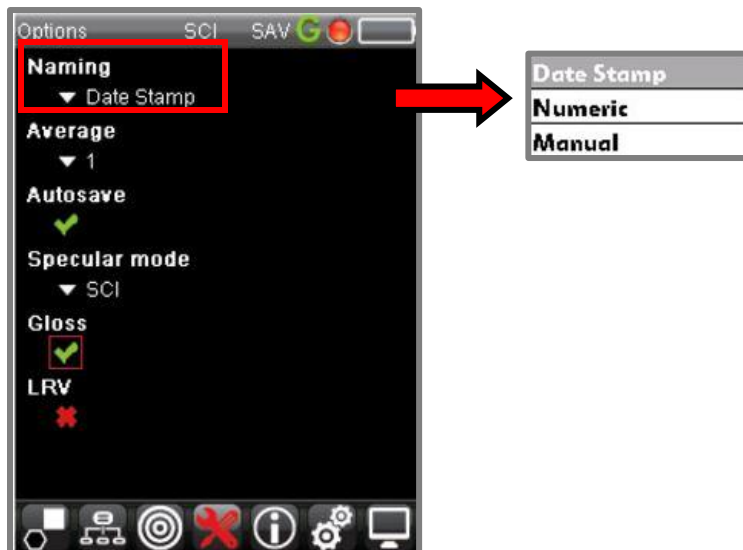 Options SCI SAV G
Naming
Date Stamp
Average
1
Autosave
Specular mode
SCI
Gloss
LRV
Date Stamp
Numeric
Manual